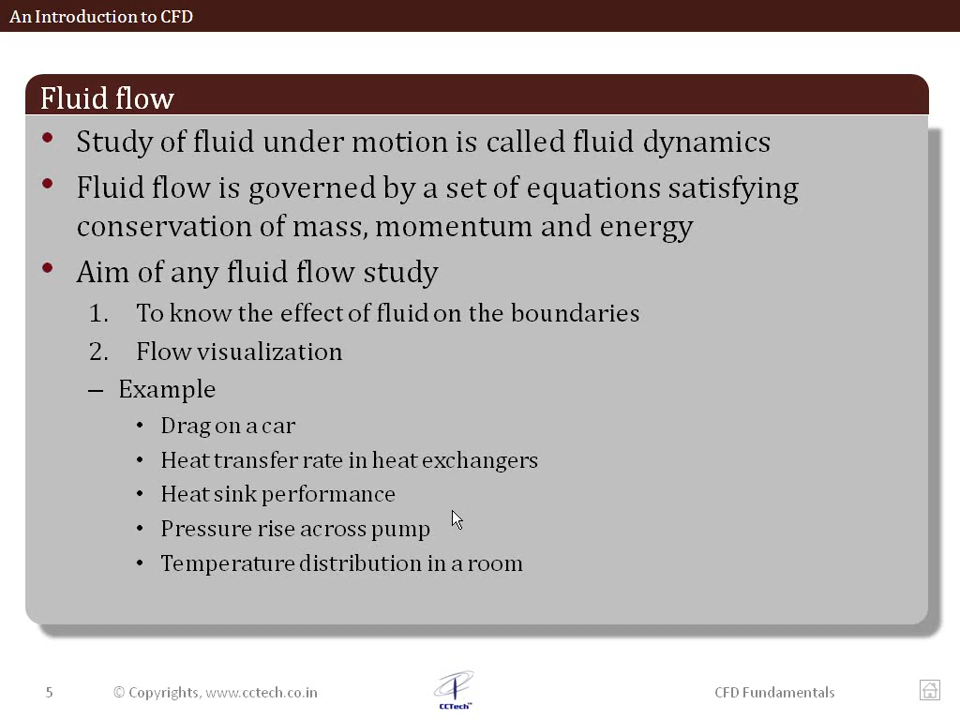 An Introduction to CFD
Fluid flow
• Study of fluid under motion is called fluid dynamics
• Fluid flow is governed by a set of equations satisfying
conservation of mass, momentum and energy
• Aim of any fluid flow study
1. To know the effect of fluid on the boundaries
2. Flow visualization
– Example
• Drag on a car
• Heat transfer rate in heat exchangers
• Heat sink performance
• Pressure rise across pump
• Temperature distribution in a room
5 © Copyrights, www.cctech.co.in CCTech™ CFD Fundamentals